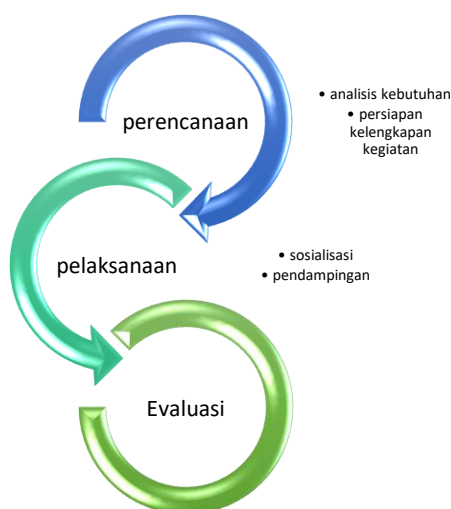 perencanaan
• analisis kebutuhan
• persiapan
kelengkapan
kegiatan
pelaksanaan
• sosialisasi
• pendampingan
Evaluasi